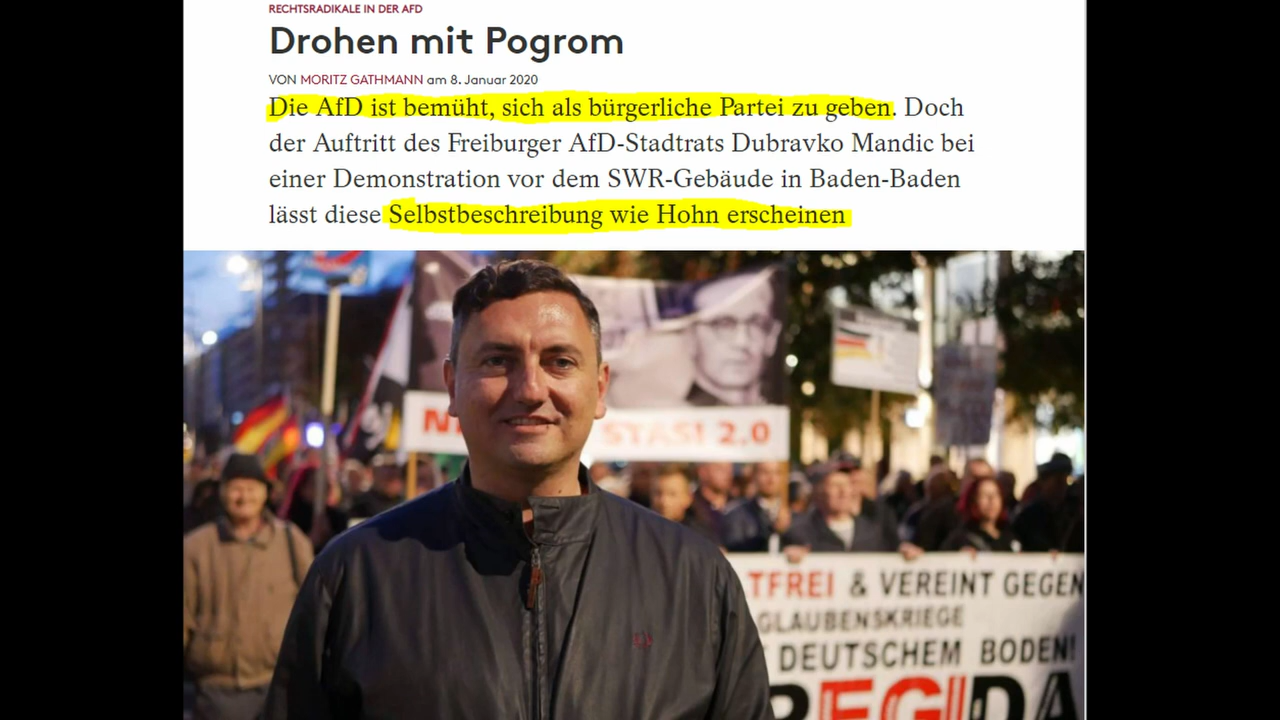 RECHTSRADIKALE IN DER AFD
Drohen mit Pogrom
VON MORITZ GATHMANN am 8. Januar 2020
Die AfD ist bemüht, sich als bürgerliche Partei zu geben. Doch
der Auftritt des Freiburger AfD-Stadtrats Dubravko Mandic bei
einer Demonstration vor dem SWR-Gebäude in Baden-Baden
lässt diese Selbstbeschreibung wie Hohn erscheinen
STASI 2.0
TFREI & VEREINT GEGEN
GLAUBENSKRIEGE
DEUTSCHEM BODEN!
EGIDA